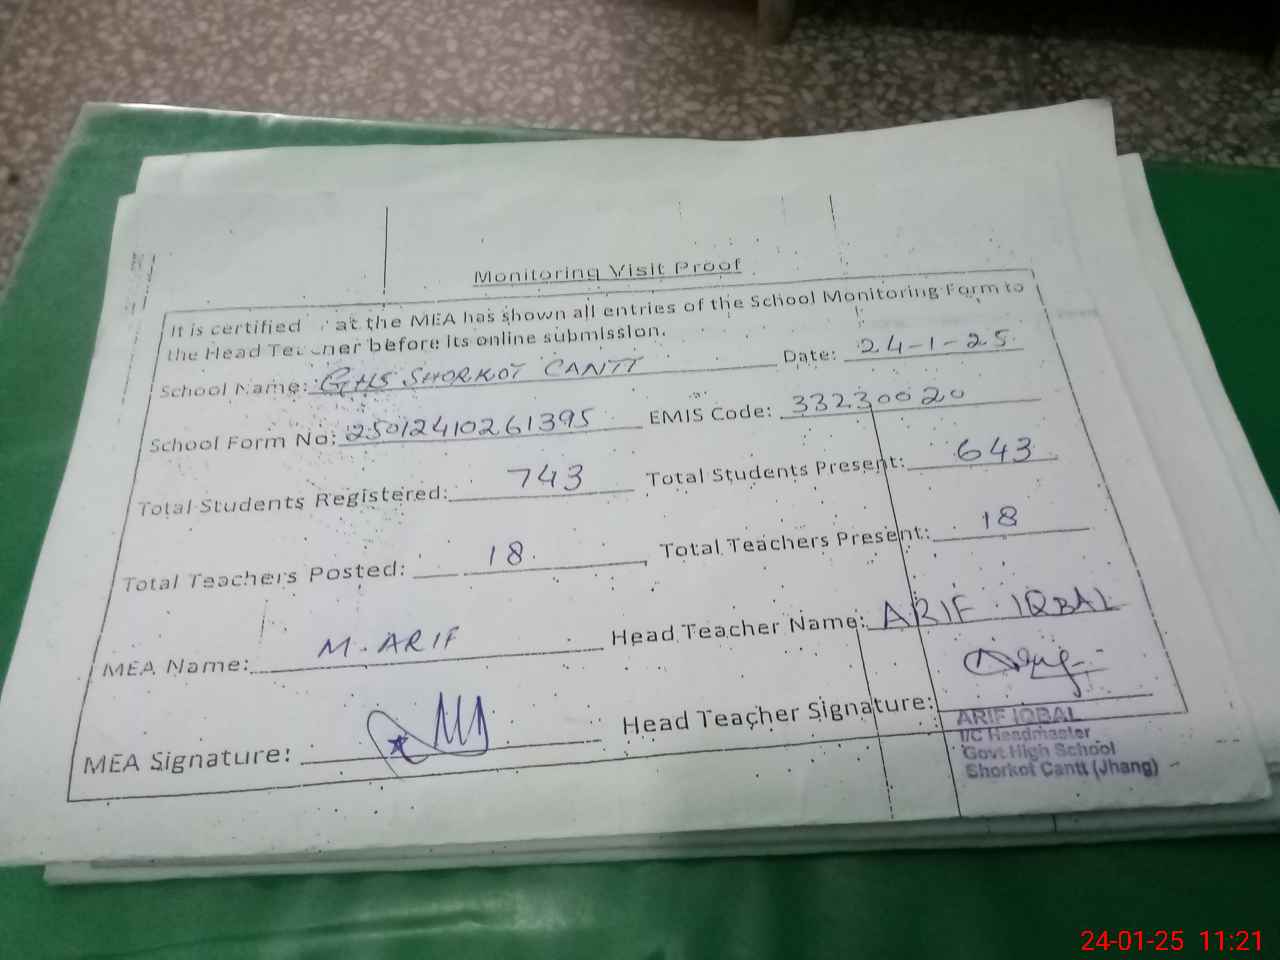 Monitoring Visit Proof
It is certified at the MEA has shown all entries of the School Monitoring Form to
the Head Teacher before its online submission.
School Name: GHS SHORKOT CANTT Date: 24-1-25
School Form No: 25012410261395 EMIS Code: 33230020
Total Students Registered: 743 Total Students Present: 643
Total Teachers Posted: 18. Total Teachers Present: 18
MEA Name: M. ARIF Head Teacher Name: ARIF IQBAL
MEA Signature: Head Teacher Signature:
ARIF IQBAL
I/C Headmaster
Govt High School
Shorkot Cantt (Jhang)
24-01-25 11:21